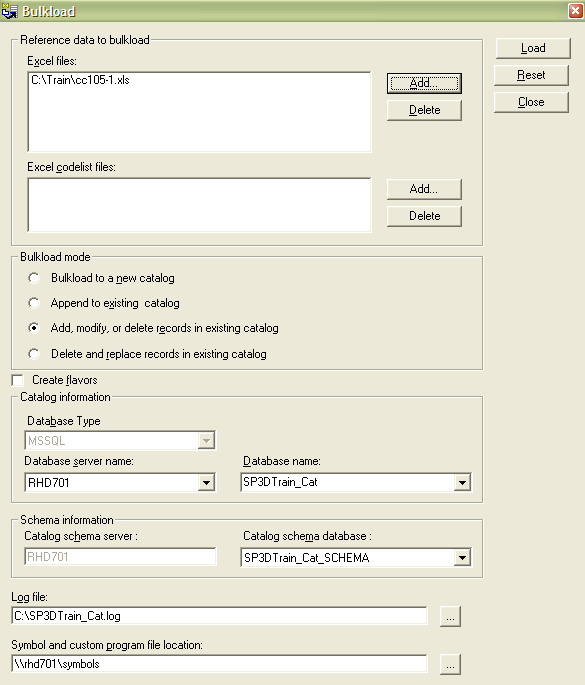 Bulkload
Reference data to bulkload
Excel files:
C:\Train\cc105-1.xls
Add...
Delete
Load
Reset
Close
Excel codelist files:
Add...
Delete
Bulkload mode
Bulkload to a new catalog
Append to existing catalog
Add, modify, or delete records in existing catalog
Delete and replace records in existing catalog
Create flavors
Catalog information
Database Type
MSSQL
Database server name:
Database name:
RHD701
SP3DTrain_Cat
Schema information
Catalog schema server :
Catalog schema database :
RHD701
SP3DTrain_Cat_SCHEMA
Log file:
C:\SP3DTrain_Cat.log
...
Symbol and custom program file location:
\\rhd701\symbols
...